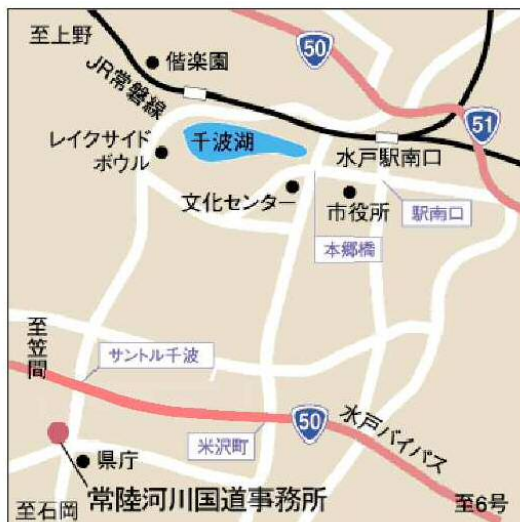 至上野
JR常磐線
偕楽園
50
51
レイクサイド
ボウル
千波湖
水戸駅南口
文化センター
市役所
駅南口
本郷橋
至笠間
サントル千波
50
水戸バイパス
米沢町
県庁
常陸河川国道事務所
至石岡
至6号